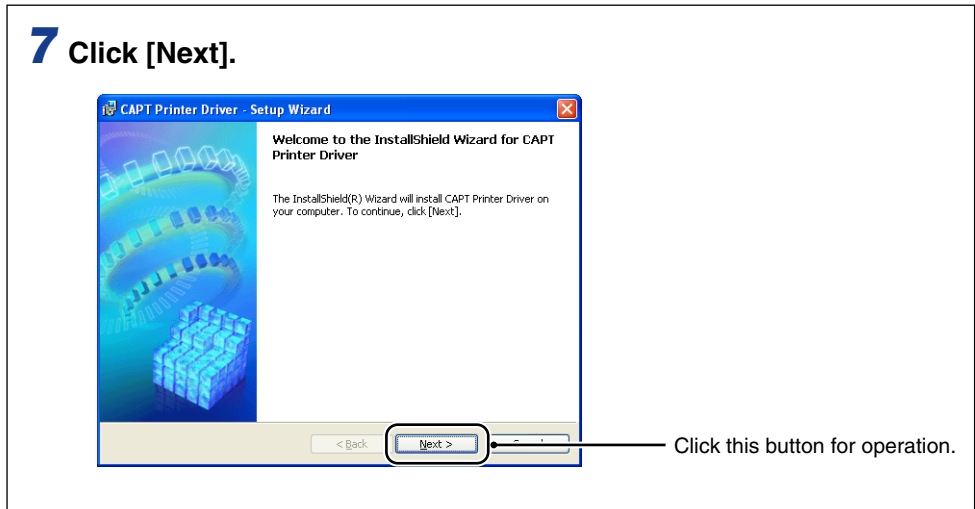 7 Click [Next].
CAPT Printer Driver - Setup Wizard
Welcome to the InstallShield Wizard for CAPT
Printer Driver
The InstallShield(R) Wizard will install CAPT Printer Driver on
your computer. To continue, click [Next].
< Back
Next >
Click this button for operation.